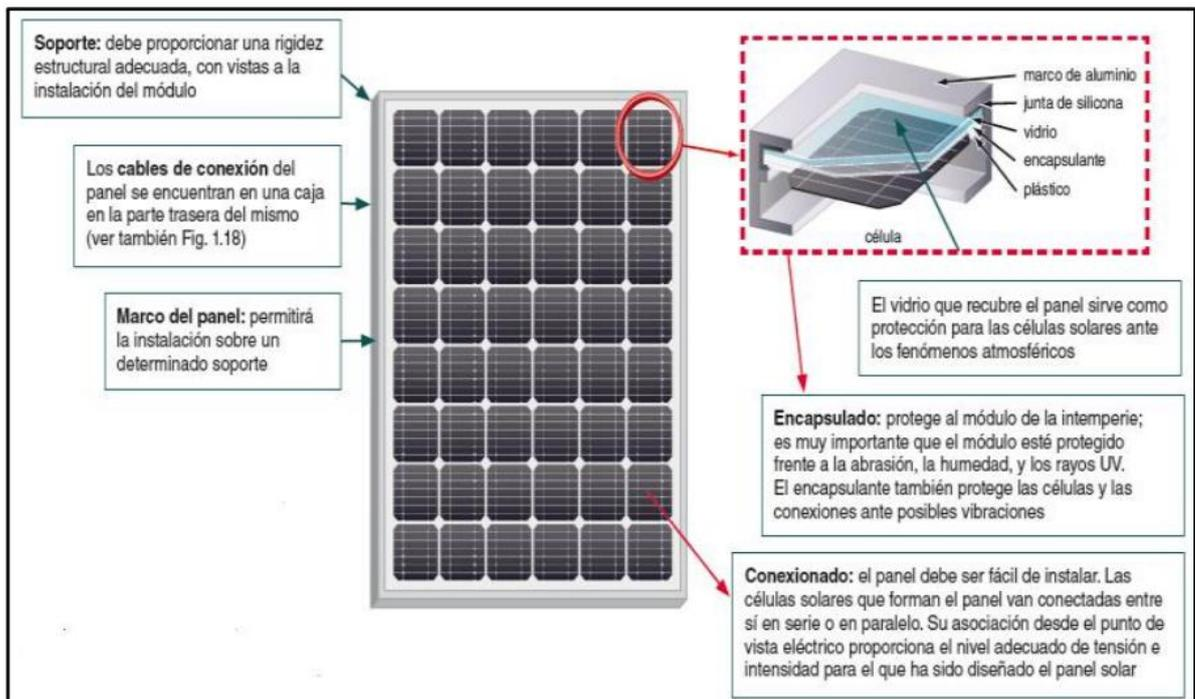 Soporte: debe proporcionar una rigidez
estructural adecuada, con vistas a la
instalación del módulo
Los cables de conexión del
panel se encuentran en una caja
en la parte trasera del mismo
(ver también Fig. 1.18)
Marco del panel: permitirá
la instalación sobre un
determinado soporte
marco de aluminio
junta de silicona
vidrio
encapsulante
plástico
célula
El vidrio que recubre el panel sirve como
protección para las células solares ante
los fenómenos atmosféricos
Encapsulado: protege al módulo de la intemperie;
es muy importante que el módulo esté protegido
frente a la abrasión, la humedad, y los rayos UV.
El encapsulante también protege las células y las
conexiones ante posibles vibraciones
Conexionado: el panel debe ser fácil de instalar. Las
células solares que forman el panel van conectadas entre
sí en serie o en paralelo. Su asociación desde el punto de
vista eléctrico proporciona el nivel adecuado de tensión e
intensidad para el que ha sido diseñado el panel solar